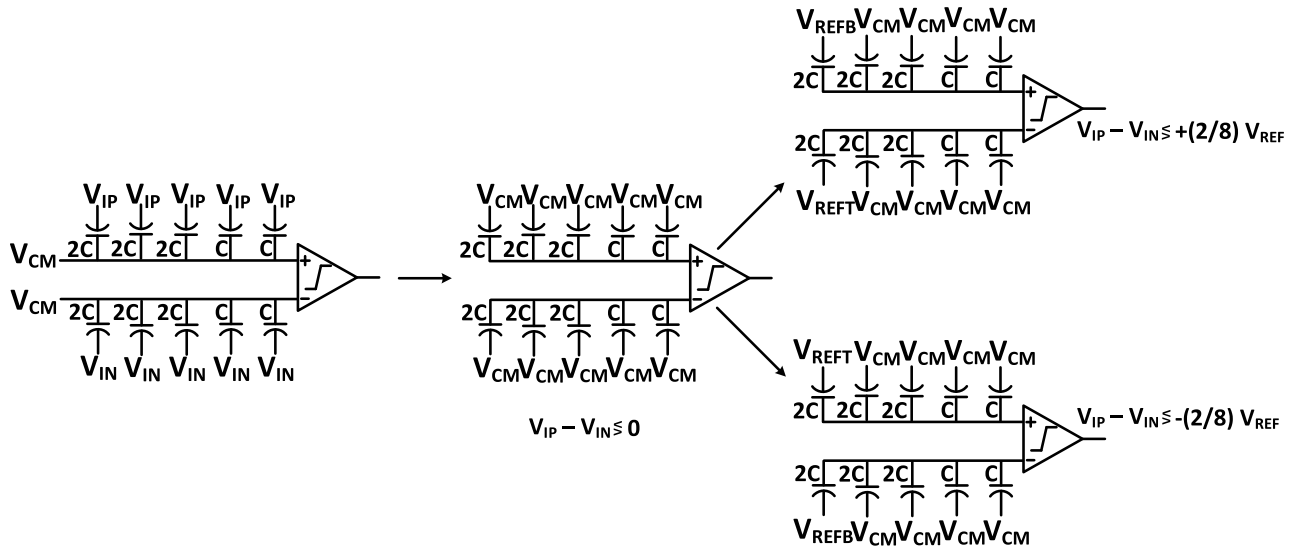 V_IP V_IP V_IP V_IP V_IP
2C 2C 2C C C
V_CM +
V_CM −
2C 2C 2C C C
V_IN V_IN V_IN V_IN V_IN
V_CM V_CM V_CM V_CM V_CM
2C 2C 2C C C
+
−
2C 2C 2C C C
V_CM V_CM V_CM V_CM V_CM
V_IP − V_IN ≶ 0
V_REFB V_CM V_CM V_CM V_CM
2C 2C 2C C C
+
−
V_IP − V_IN ≶ +(2/8) V_REF
2C 2C 2C C C
V_REFT V_CM V_CM V_CM V_CM
V_REFT V_CM V_CM V_CM V_CM
2C 2C 2C C C
+
−
V_IP − V_IN ≶ -(2/8) V_REF
2C 2C 2C C C
V_REFB V_CM V_CM V_CM V_CM